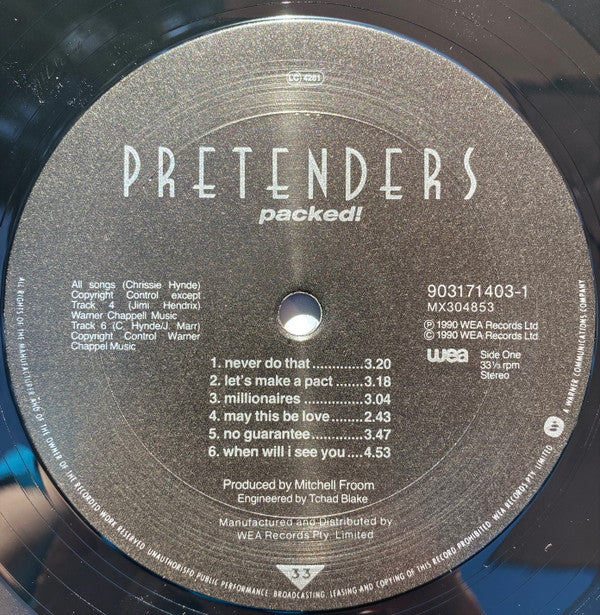 LC 4281
PRETENDERS
packed!
All songs (Chrissie Hynde)
Copyright Control except
Track 4 (Jimi Hendrix)
Warner Chappell Music
Track 6 (C. Hynde/J. Marr)
Copyright Control Warner
Chappel Music
903171403-1
MX304853
Ⓟ 1990 WEA Records Ltd
© 1990 WEA Records Ltd
wea
Side One
33⅓ rpm
Stereo
1. never do that.............3.20
2. let's make a pact .......3.18
3. millionaires ...............3.04
4. may this be love ........2.43
5. no guarantee............3.47
6. when will i see you....4.53
Produced by Mitchell Froom
Engineered by Tchad Blake
Manufactured and Distributed by
WEA Records Pty. Limited
33
ALL RIGHTS OF THE MANUFACTURER AND OF THE OWNER OF THE RECORDED WORK RESERVED. UNAUTHORISED PUBLIC PERFORMANCE, BROADCASTING, LEASING AND COPYING OF THIS RECORD PROHIBITED. WEA RECORDS PTY. LIMITED
A WARNER COMMUNICATIONS COMPANY